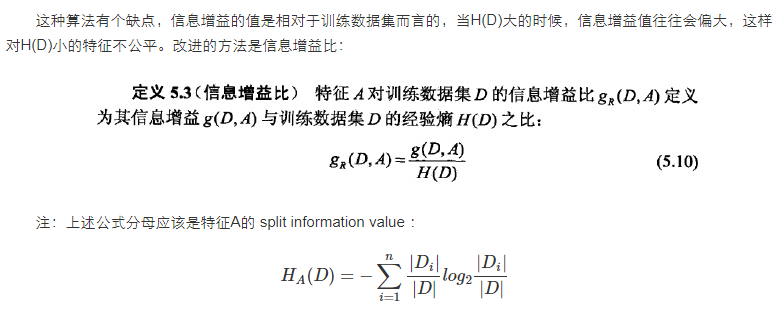 这种算法有个缺点，信息增益的值是相对于训练数据集而言的，当H(D)大的时候，信息增益值往往会偏大，这样
对H(D)小的特征不公平。改进的方法是信息增益比：
定义 5.3（信息增益比） 特征 A 对训练数据集 D 的信息增益比 g_R(D, A) 定义
为其信息增益 g(D, A) 与训练数据集 D 的经验熵 H(D) 之比：
g_R(D, A) = \frac{g(D, A)}{H(D)} (5.10)
注：上述公式分母应该是特征A的 split information value :
H_A(D) = -\sum_{i=1}^{n} \frac{|D_i|}{|D|} log_2 \frac{|D_i|}{|D|}